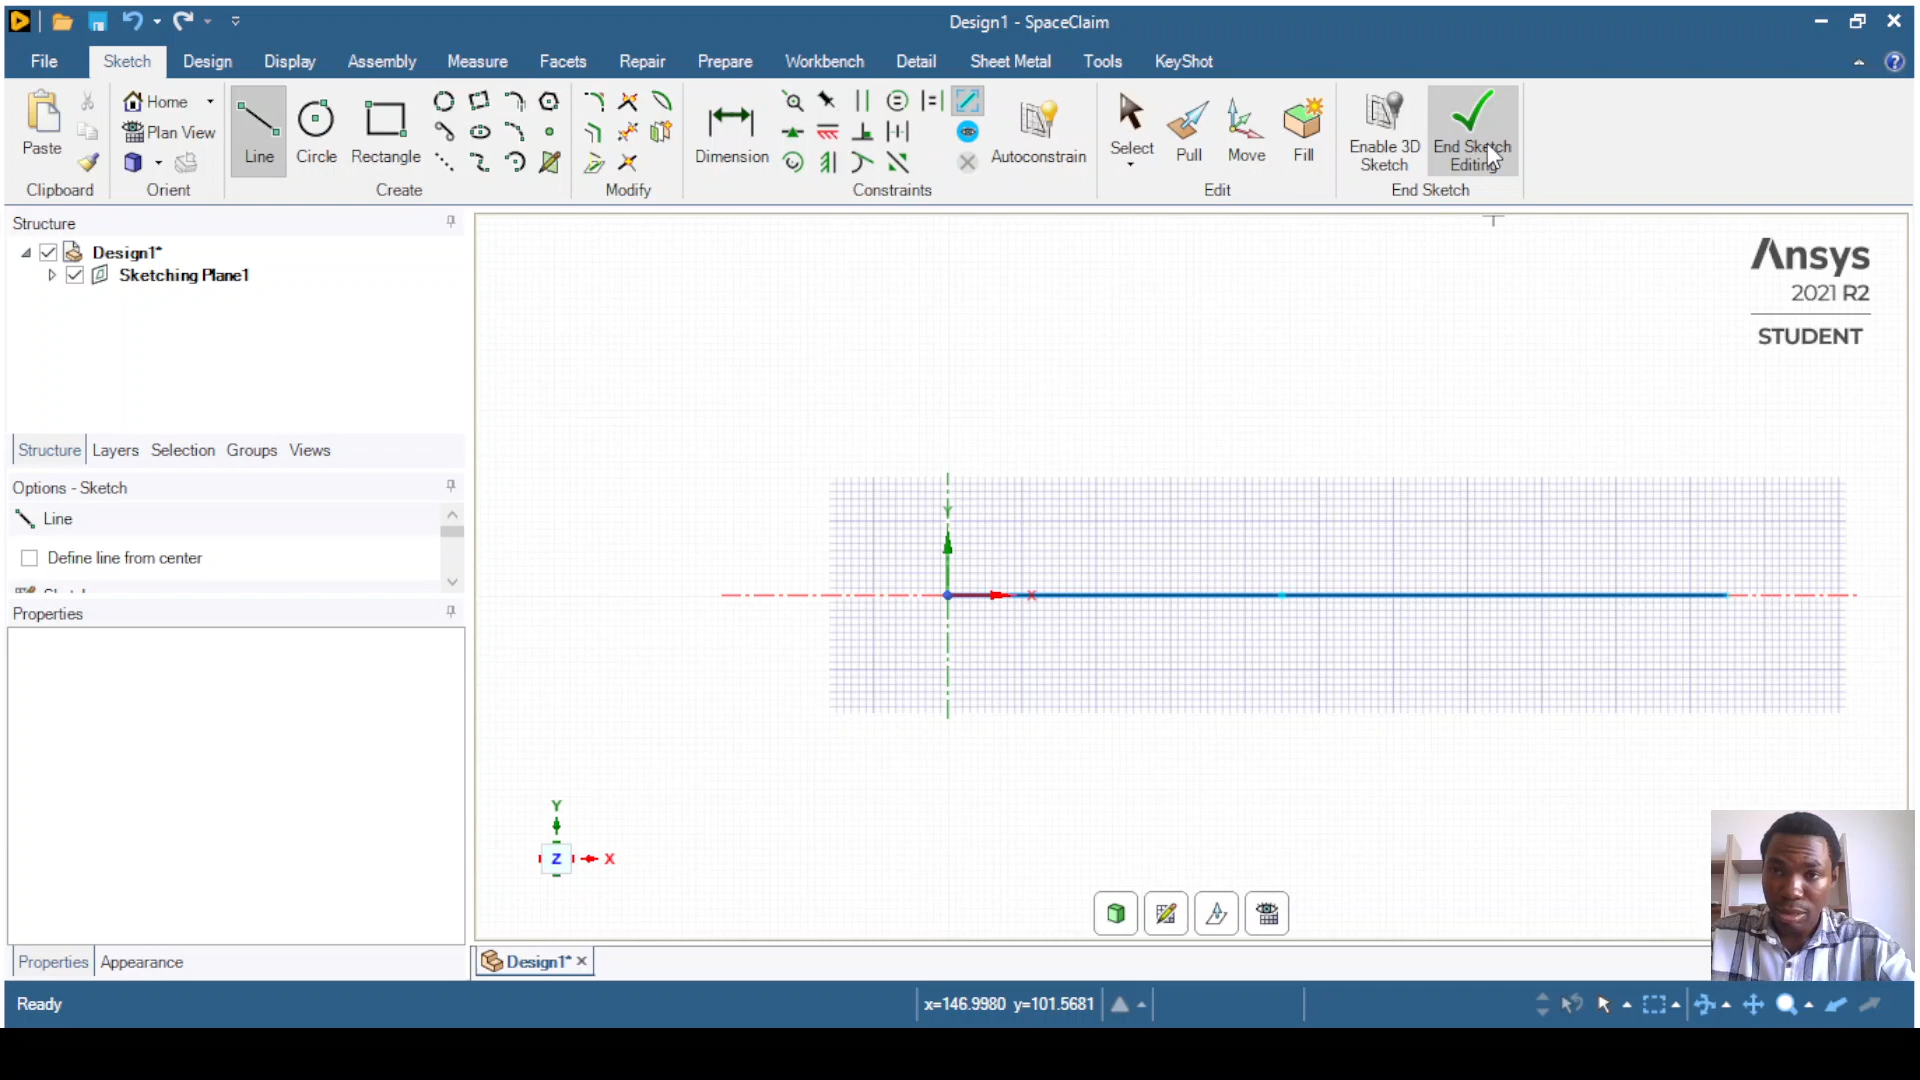 Design1 - SpaceClaim
File Sketch Design Display Assembly Measure Facets Repair Prepare Workbench Detail Sheet Metal Tools KeyShot
Paste
Clipboard
Home
Plan View
Orient
Line Circle Rectangle
Create
Modify
Dimension
Autoconstrain
Constraints
Select Pull Move Fill
Edit
Enable 3D
Sketch
End Sketch
Editing
End Sketch
Structure
Design1*
Sketching Plane1
Structure Layers Selection Groups Views
Options - Sketch
Line
Define line from center
Properties
Properties Appearance
Ansys
2021 R2
STUDENT
Y
X
Y
Z X
Design1*
Ready
x=146.9980 y=101.5681